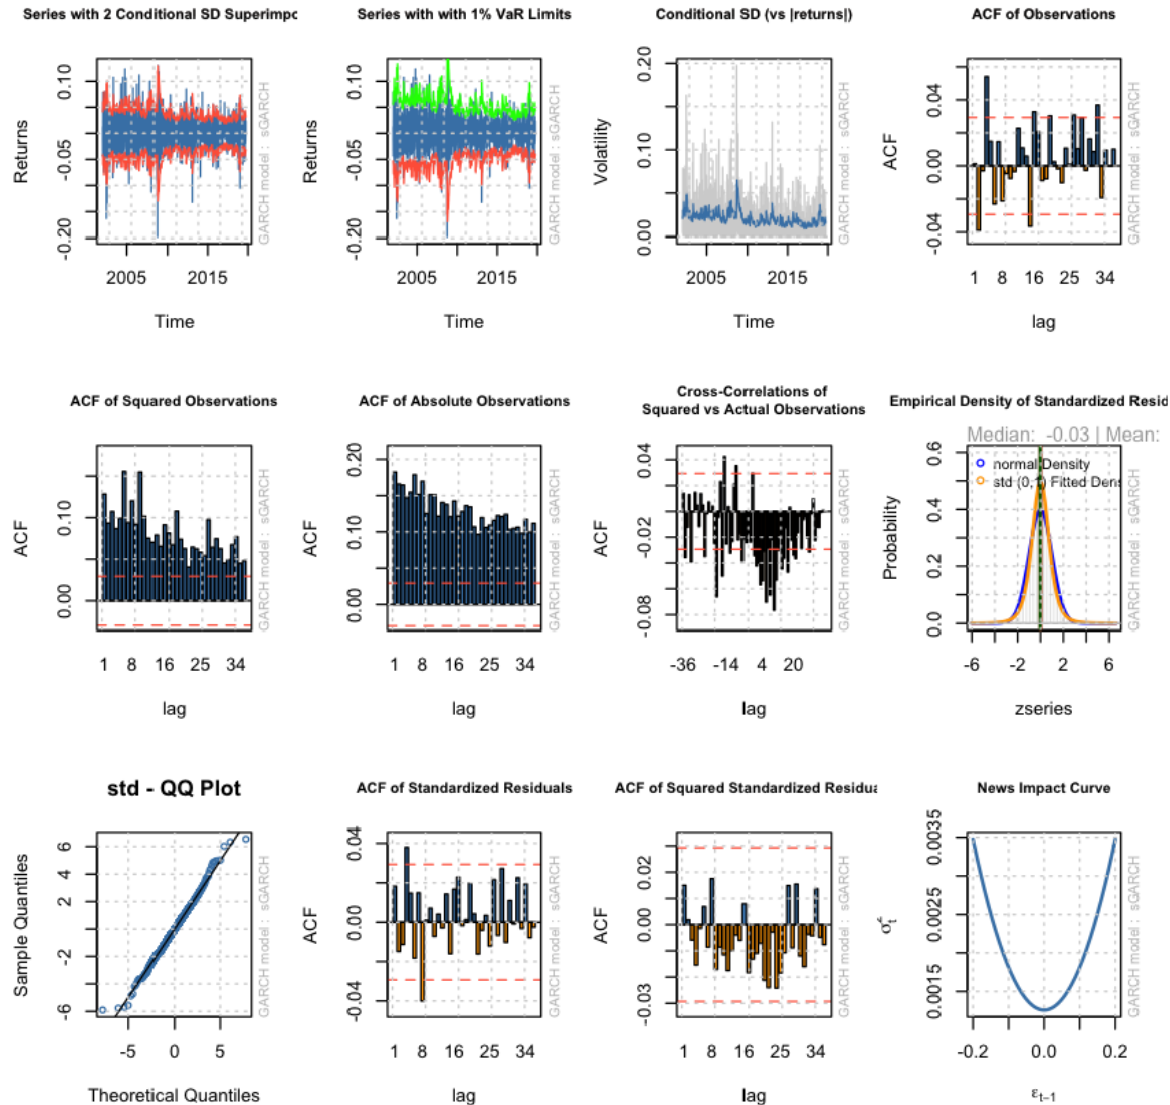 Series with 2 Conditional SD Superimpo
Returns
0.10
-0.05
-0.20
2005
2015
Time
GARCH model : sGARCH
Series with with 1% VaR Limits
Returns
0.10
-0.05
-0.20
2005
2015
Time
GARCH model : sGARCH
Conditional SD (vs |returns|)
Volatility
0.20
0.10
0.00
2005
2015
Time
GARCH model : sGARCH
ACF of Observations
ACF
0.04
0.00
-0.04
1 8 16 25 34
lag
GARCH model : sGARCH
ACF of Squared Observations
ACF
0.10
0.00
1 8 16 25 34
lag
GARCH model : sGARCH
ACF of Absolute Observations
ACF
0.20
0.10
0.00
1 8 16 25 34
lag
GARCH model : sGARCH
Cross-Correlations of
Squared vs Actual Observations
ACF
0.04
-0.02
-0.08
-36 -14 4 20
lag
GARCH model : sGARCH
Empirical Density of Standardized Resid
Median: -0.03 | Mean:
normal Density
std (0,1) Fitted Dens
Probability
0.6
0.4
0.2
0.0
-6 -2 2 6
zseries
GARCH model : sGARCH
std - QQ Plot
Sample Quantiles
6
4
2
-2
-6
-5 0 5
Theoretical Quantiles
GARCH model : sGARCH
ACF of Standardized Residuals
ACF
0.04
0.00
-0.04
1 8 16 25 34
lag
GARCH model : sGARCH
ACF of Squared Standardized Residua
ACF
0.02
0.00
-0.03
1 8 16 25 34
lag
GARCH model : sGARCH
News Impact Curve
0.0035
0.0025
0.0015
-0.2 0.0 0.2
ε t−1
GARCH model : sGARCH